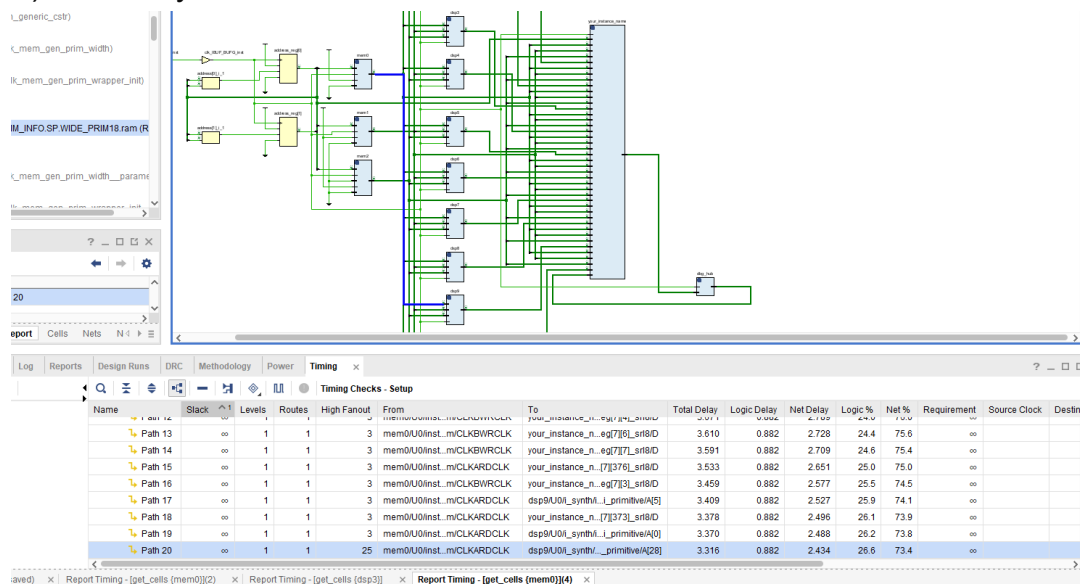 _generic_cstr)
_mem_gen_prim_width)
lk_mem_gen_prim_wrapper_init)
IM_INFO.SP.WIDE_PRIM18.ram (R
_mem_gen_prim_width__parame
dsp3
dsp4
dsp5
dsp6
dsp7
dsp8
dsp9
your_instance_name
dbg_hub
mem0
mem1
mem2
20
eport Cells Nets
Log Reports Design Runs DRC Methodology Power Timing
Timing Checks - Setup
Name Slack 1 Levels Routes High Fanout From To Total Delay Logic Delay Net Delay Logic % Net % Requirement Source Clock Destin
Path 13 ∞ 1 1 3 mem0/U0/inst...m/CLKBWRCLK your_instance_n...eg[7][6]_srl8/D 3.610 0.882 2.728 24.4 75.6 ∞
Path 14 ∞ 1 1 3 mem0/U0/inst...m/CLKBWRCLK your_instance_n...eg[7][7]_srl8/D 3.591 0.882 2.709 24.6 75.4 ∞
Path 15 ∞ 1 1 3 mem0/U0/inst...m/CLKARDCLK your_instance_n...[7][376]_srl8/D 3.533 0.882 2.651 25.0 75.0 ∞
Path 16 ∞ 1 1 3 mem0/U0/inst...m/CLKBWRCLK your_instance_n...eg[7][3]_srl8/D 3.459 0.882 2.577 25.5 74.5 ∞
Path 17 ∞ 1 1 3 mem0/U0/inst...m/CLKARDCLK dsp9/U0/i_synth/i...i_primitive/A[5] 3.409 0.882 2.527 25.9 74.1 ∞
Path 18 ∞ 1 1 3 mem0/U0/inst...m/CLKARDCLK your_instance_n...[7][373]_srl8/D 3.378 0.882 2.496 26.1 73.9 ∞
Path 19 ∞ 1 1 3 mem0/U0/inst...m/CLKARDCLK dsp9/U0/i_synth/i...i_primitive/A[0] 3.370 0.882 2.488 26.2 73.8 ∞
Path 20 ∞ 1 1 25 mem0/U0/inst...m/CLKARDCLK dsp9/U0/i_synth/..._primitive/A[28] 3.316 0.882 2.434 26.6 73.4 ∞
saved) Report Timing - [get_cells {mem0}](2) Report Timing - [get_cells [dsp3]] Report Timing - [get_cells {mem0}](4)